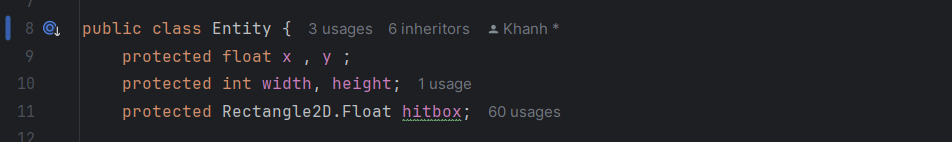 7
8 public class Entity { 3 usages 6 inheritors Khanh *
9 protected float x , y ;
10 protected int width, height; 1 usage
11 protected Rectangle2D.Float hitbox; 60 usages
12